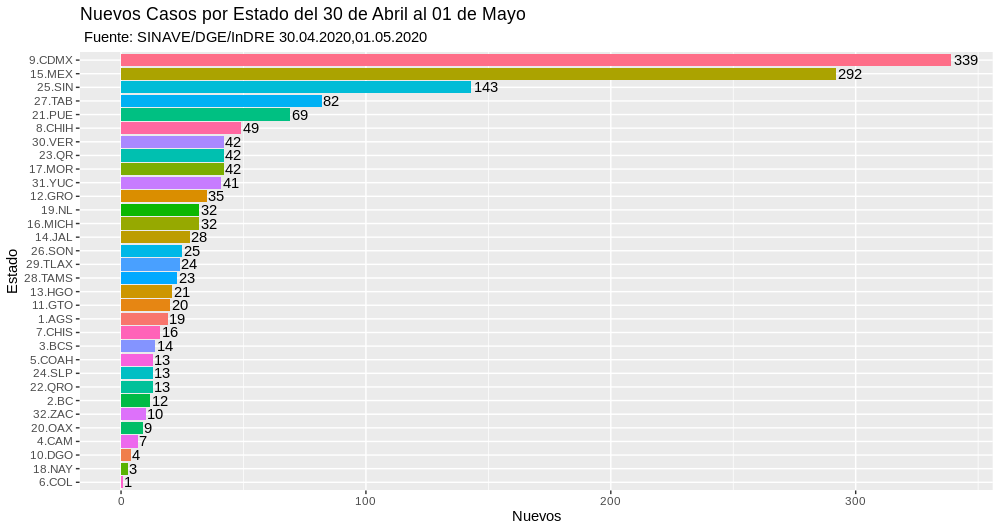 Nuevos Casos por Estado del 30 de Abril al 01 de Mayo
Fuente: SINAVE/DGE/InDRE 30.04.2020,01.05.2020
Estado
9.CDMX 339
15.MEX 292
25.SIN 143
27.TAB 82
21.PUE 69
8.CHIH 49
30.VER 42
23.QR 42
17.MOR 42
31.YUC 41
12.GRO 35
19.NL 32
16.MICH 32
14.JAL 28
26.SON 25
29.TLAX 24
28.TAMS 23
13.HGO 21
11.GTO 20
1.AGS 19
7.CHIS 16
3.BCS 14
5.COAH 13
24.SLP 13
22.QRO 13
2.BC 12
32.ZAC 10
20.OAX 9
4.CAM 7
10.DGO 4
18.NAY 3
6.COL 1
0 100 200 300
Nuevos